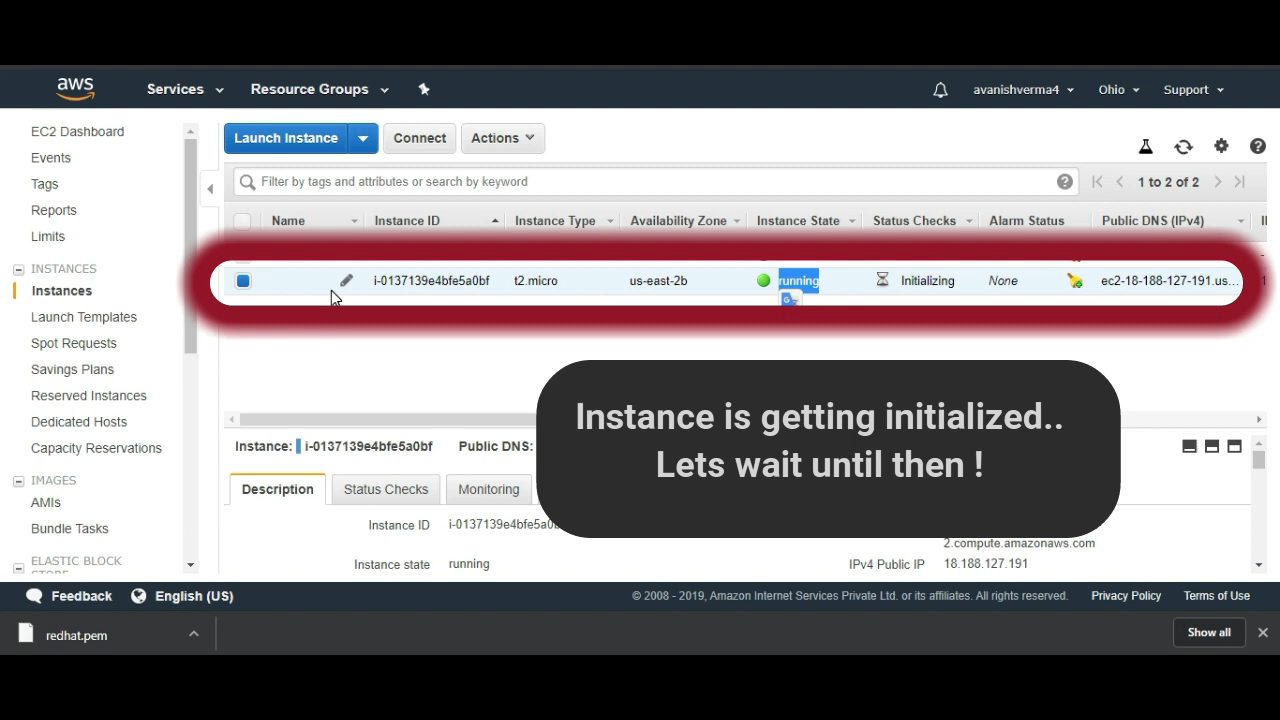 aws Services Resource Groups avanishverma4 Ohio Support
EC2 Dashboard
Events
Tags
Reports
Limits
INSTANCES
Instances
Launch Templates
Spot Requests
Savings Plans
Reserved Instances
Dedicated Hosts
Capacity Reservations
IMAGES
AMIs
Bundle Tasks
ELASTIC BLOCK
Launch Instance Connect Actions
Filter by tags and attributes or search by keyword 1 to 2 of 2
Name Instance ID Instance Type Availability Zone Instance State Status Checks Alarm Status Public DNS (IPv4)
i-0137139e4bfe5a0bf t2.micro us-east-2b running Initializing None ec2-18-188-127-191.us...
Instance is getting initialized..
Lets wait until then !
Instance: i-0137139e4bfe5a0bf Public DNS:
Description Status Checks Monitoring
Instance ID i-0137139e4bfe5a0
2.compute.amazonaws.com
Instance state running IPv4 Public IP 18.188.127.191
Feedback English (US) © 2008 - 2019, Amazon Internet Services Private Ltd. or its affiliates. All rights reserved. Privacy Policy Terms of Use
redhat.pem Show all